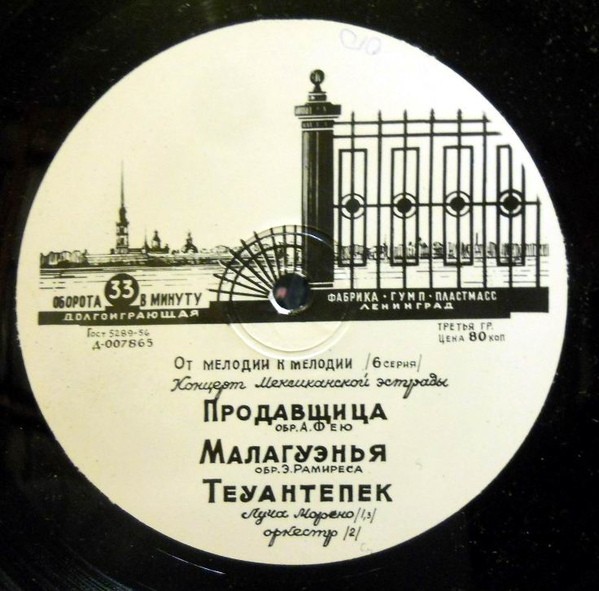 ОБОРОТА 33 В МИНУТУ
ДОЛГОИГРАЮЩАЯ
ФАБРИКА · ГУМП · ПЛАСТМАСС
ЛЕНИНГРАД
Гост 5289-56
Д-007865
ТРЕТЬЯ ГР.
ЦЕНА 80 КОП
ОТ МЕЛОДИИ К МЕЛОДИИ /6 СЕРИЯ/
Концерт Мексиканской эстрады
ПРОДАВЩИЦА
ОБР. А. ФЕЮ
МАЛАГУЭНЬЯ
ОБР. Э. РАМИРЕСА
ТЕУАНТЕПЕК
Луча Морено /1,3/
оркестр /2/